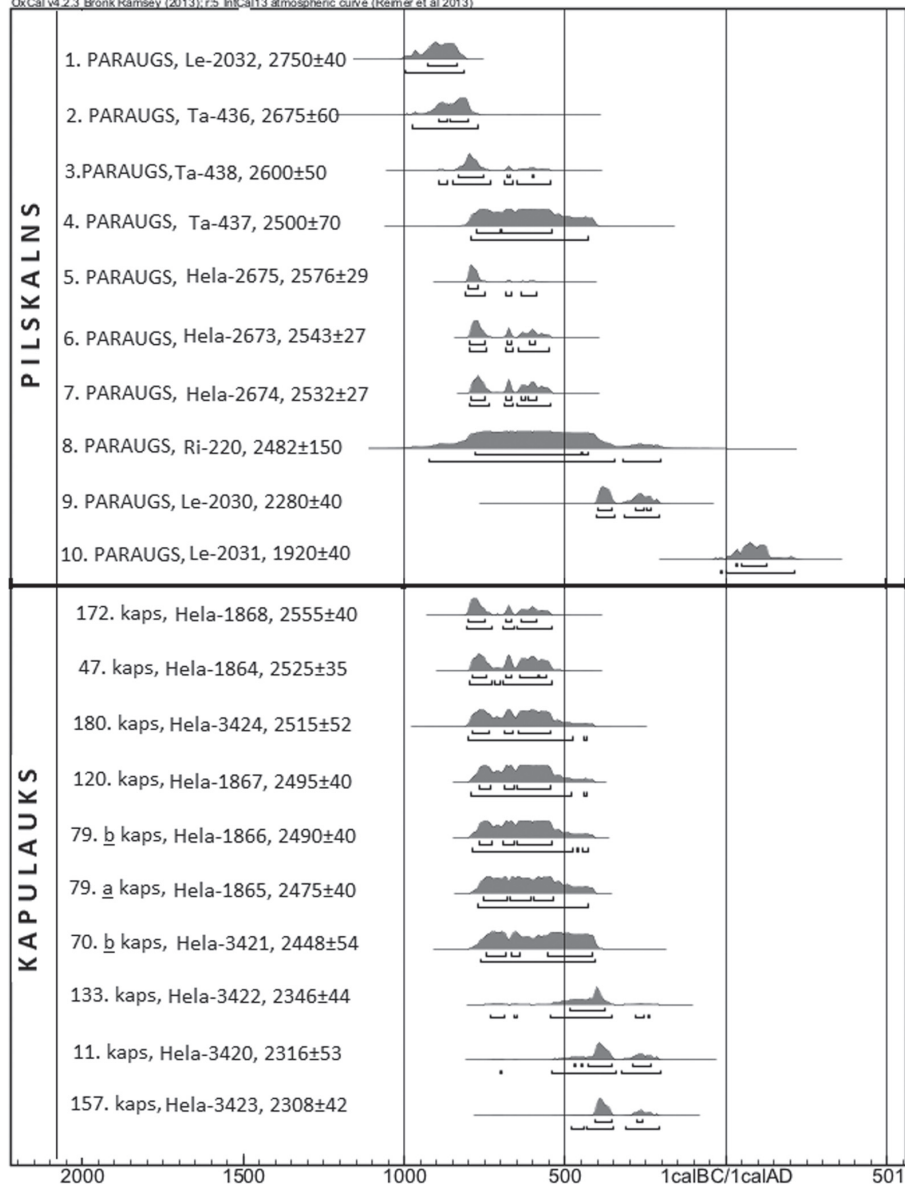 OxCal v4.2.3 Bronk Ramsey (2013); r:5 IntCal13 atmospheric curve (Reimer et al 2013)
PILSKALNS
1. PARAUGS, Le-2032, 2750±40
2. PARAUGS, Ta-436, 2675±60
3.PARAUGS, Ta-438, 2600±50
4. PARAUGS, Ta-437, 2500±70
5. PARAUGS, Hela-2675, 2576±29
6. PARAUGS, Hela-2673, 2543±27
7. PARAUGS, Hela-2674, 2532±27
8. PARAUGS, Ri-220, 2482±150
9. PARAUGS, Le-2030, 2280±40
10. PARAUGS, Le-2031, 1920±40
KAPULAUKS
172. kaps, Hela-1868, 2555±40
47. kaps, Hela-1864, 2525±35
180. kaps, Hela-3424, 2515±52
120. kaps, Hela-1867, 2495±40
79. b kaps, Hela-1866, 2490±40
79. a kaps, Hela-1865, 2475±40
70. b kaps, Hela-3421, 2448±54
133. kaps, Hela-3422, 2346±44
11. kaps, Hela-3420, 2316±53
157. kaps, Hela-3423, 2308±42
2000 1500 1000 500 1calBC/1calAD 501